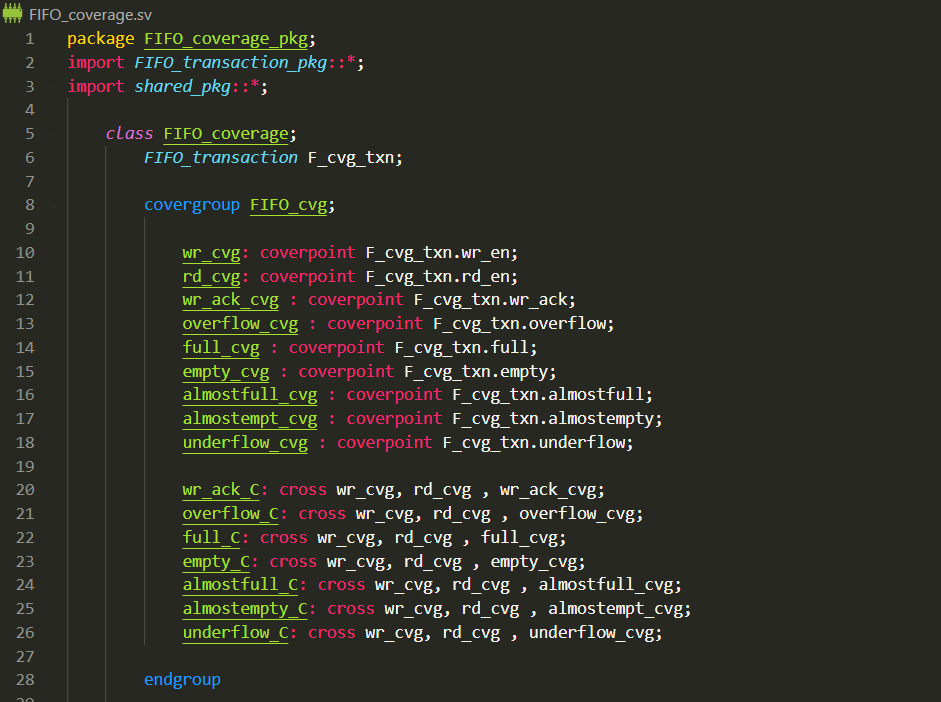 FIFO_coverage.sv
1 package FIFO_coverage_pkg;
2 import FIFO_transaction_pkg::*;
3 import shared_pkg::*;
4
5 class FIFO_coverage;
6 FIFO_transaction F_cvg_txn;
7
8 covergroup FIFO_cvg;
9
10 wr_cvg: coverpoint F_cvg_txn.wr_en;
11 rd_cvg: coverpoint F_cvg_txn.rd_en;
12 wr_ack_cvg : coverpoint F_cvg_txn.wr_ack;
13 overflow_cvg : coverpoint F_cvg_txn.overflow;
14 full_cvg : coverpoint F_cvg_txn.full;
15 empty_cvg : coverpoint F_cvg_txn.empty;
16 almostfull_cvg : coverpoint F_cvg_txn.almostfull;
17 almostempt_cvg : coverpoint F_cvg_txn.almostempty;
18 underflow_cvg : coverpoint F_cvg_txn.underflow;
19
20 wr_ack_C: cross wr_cvg, rd_cvg , wr_ack_cvg;
21 overflow_C: cross wr_cvg, rd_cvg , overflow_cvg;
22 full_C: cross wr_cvg, rd_cvg , full_cvg;
23 empty_C: cross wr_cvg, rd_cvg , empty_cvg;
24 almostfull_C: cross wr_cvg, rd_cvg , almostfull_cvg;
25 almostempty_C: cross wr_cvg, rd_cvg , almostempt_cvg;
26 underflow_C: cross wr_cvg, rd_cvg , underflow_cvg;
27
28 endgroup